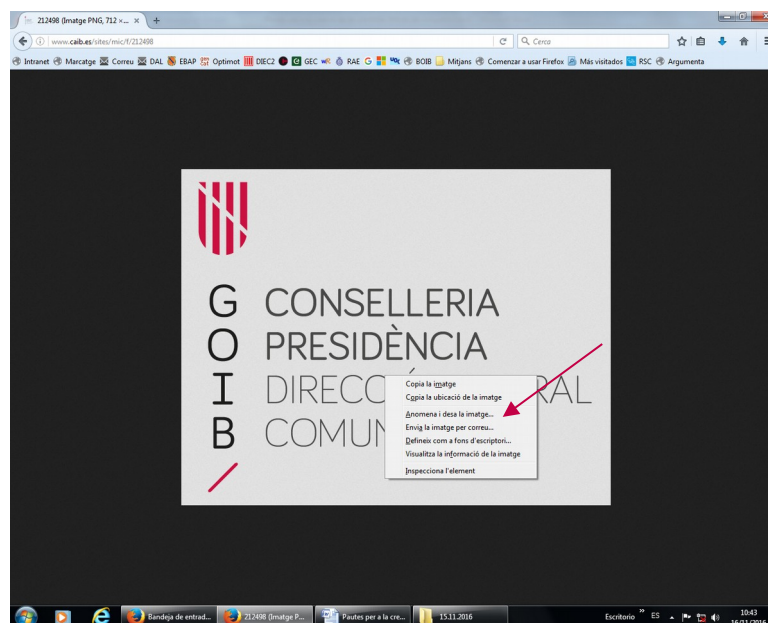 212498 (Imatge PNG, 712 ×...
www.caib.es/sites/mic/f/212498
Cerca
Intranet Marcatge Correu DAL EBAP Optimot DIEC2 GEC RAE BOIB Mitjans Comenzar a usar Firefox Más visitados RSC Argumenta
G CONSELLERIA
O PRESIDÈNCIA
I DIRECC RAL
B COMUN
Copia la imatge
Copia la ubicació de la imatge
Anomena i desa la imatge...
Envia la imatge per correu...
Defineix com a fons d'escriptori...
Visualitza la informació de la imatge
Inspecciona l'element
Bandeja de entrad... 212498 (Imatge P... Pautes per a la cre... 15.11.2016 Escritorio » ES 10:43
16/11/2016